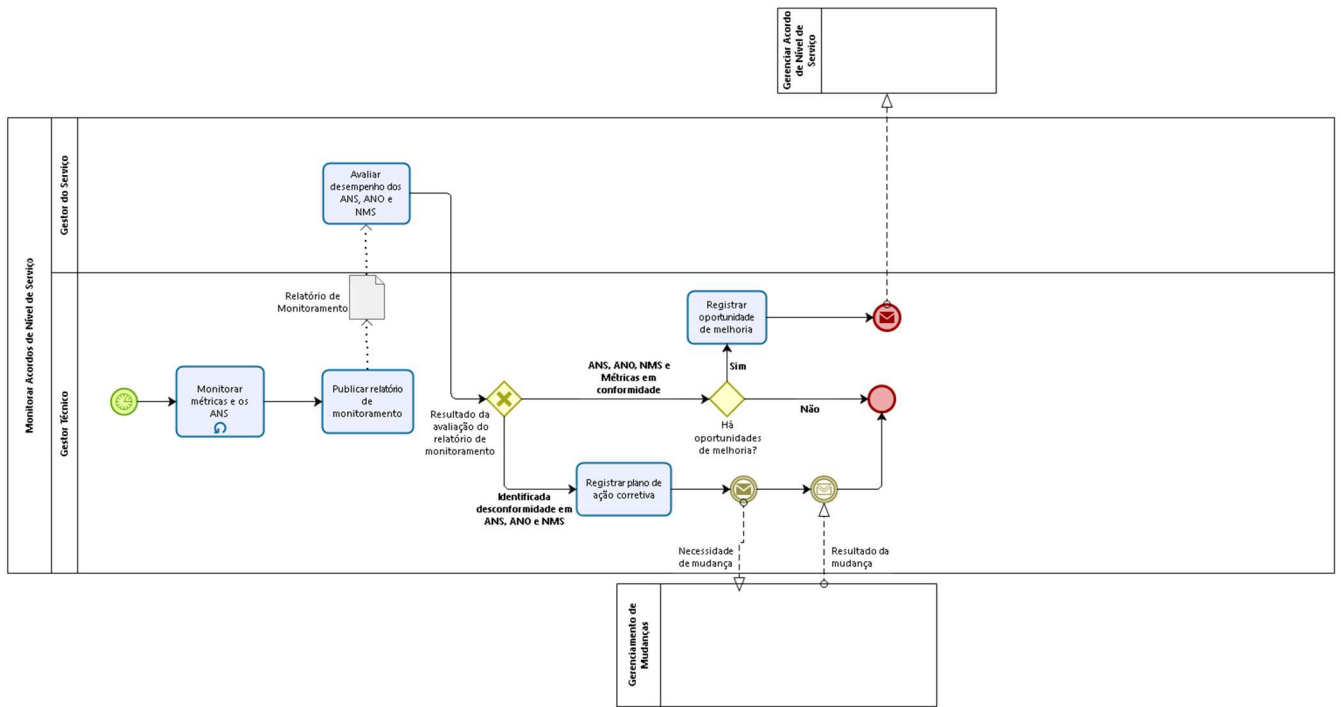 Gerenciar Acordo
de Nível de
Serviço
Monitorar Acordos de Nível de Serviço
Gestor do Serviço
Avaliar
desempenho dos
ANS, ANO e
NMS
Gestor Técnico
Relatório de
Monitoramento
Monitorar
métricas e os
ANS
Publicar relatório
de
monitoramento
Resultado da
avaliação do
relatório de
monitoramento
ANS, ANO, NMS e
Métricas em
conformidade
Registrar
oportunidade
de melhoria
Sim
Não
Há
oportunidades
de melhoria?
Identificada
desconformidade em
ANS, ANO e NMS
Registrar plano de
ação corretiva
Necessidade
de mudança
Resultado da
mudança
Gerenciamento de
Mudanças